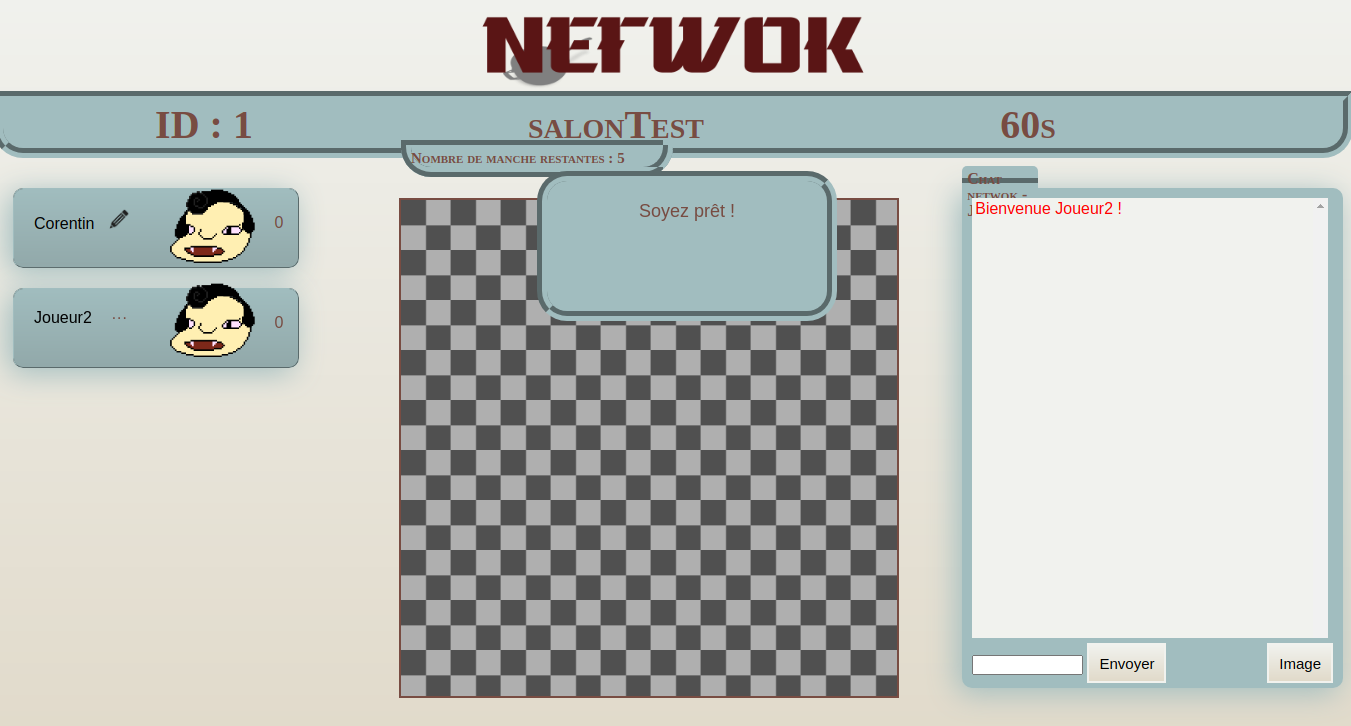 NETWOK
ID : 1
salonTest
60s
Nombre de manche restantes : 5
Corentin
0
Joueur2
...
0
Soyez prêt !
Chat
netwok -
Bienvenue Joueur2 !
Envoyer
Image